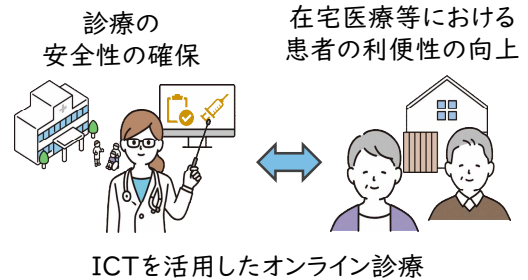 診療の
安全性の確保
在宅医療等における
患者の利便性の向上
ICTを活用したオンライン診療